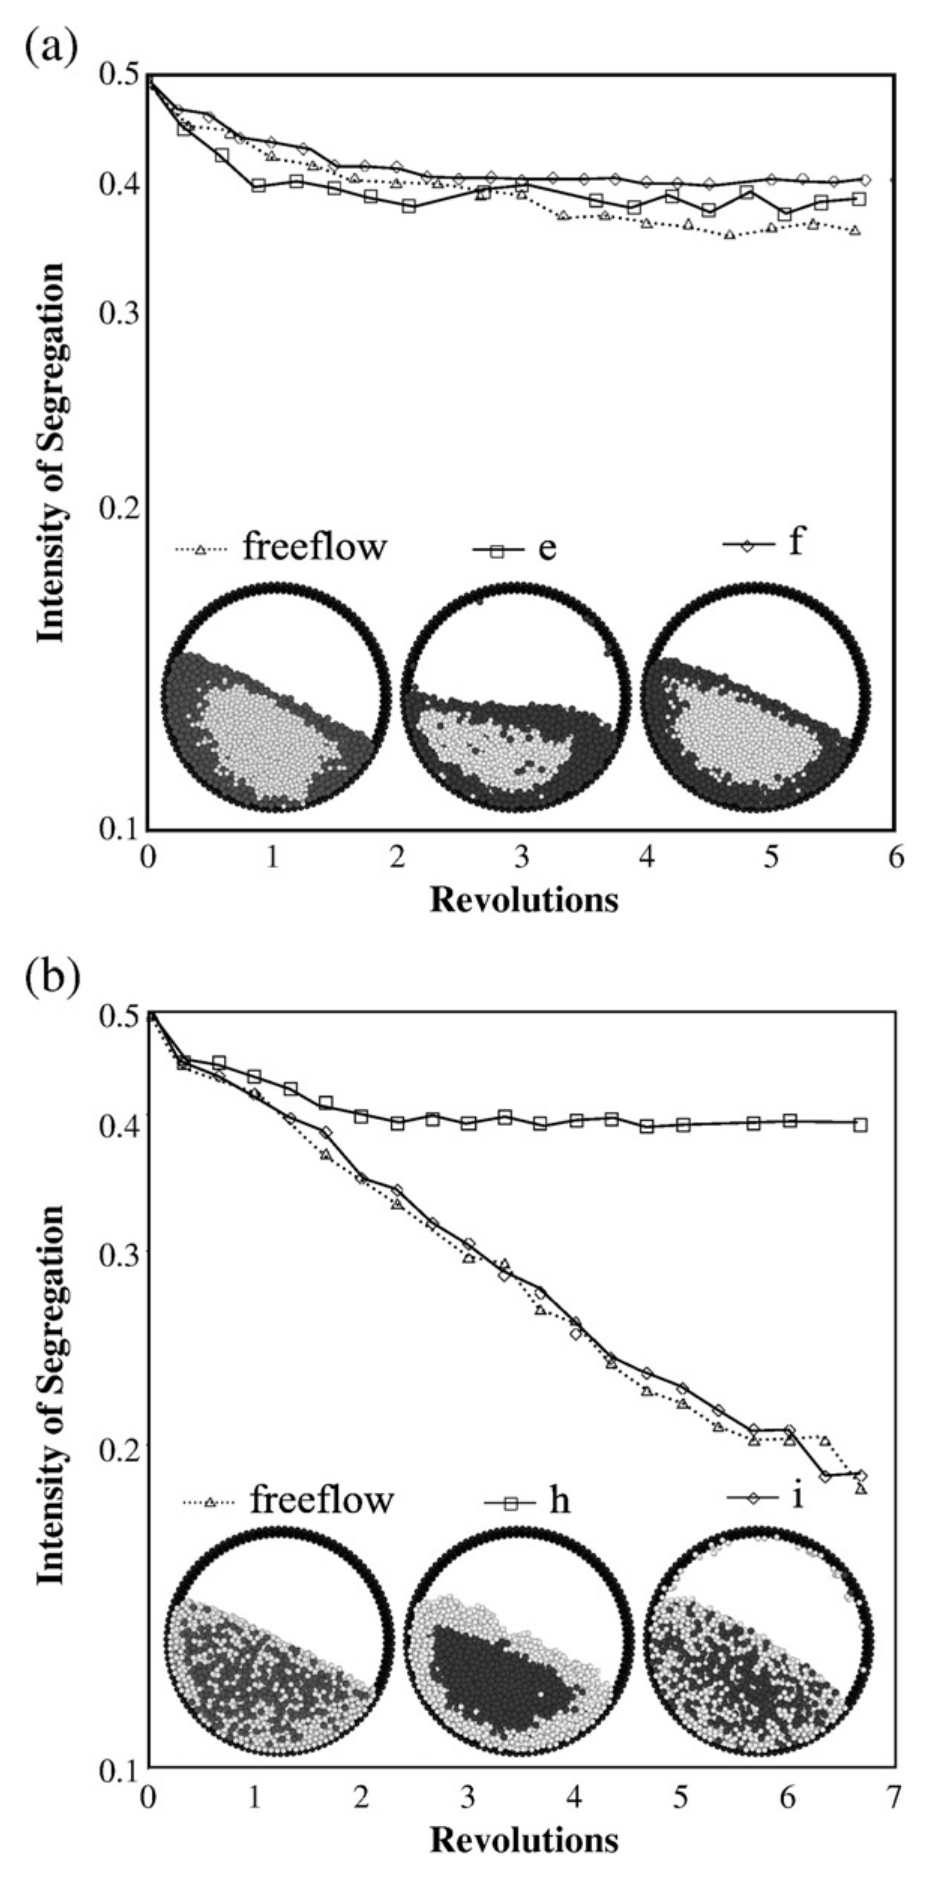 (a)
0.5
0.4
0.3
0.2
0.1
Intensity of Segregation
freeflow e f
0 1 2 3 4 5 6
Revolutions
(b)
0.5
0.4
0.3
0.2
0.1
Intensity of Segregation
freeflow h i
0 1 2 3 4 5 6 7
Revolutions